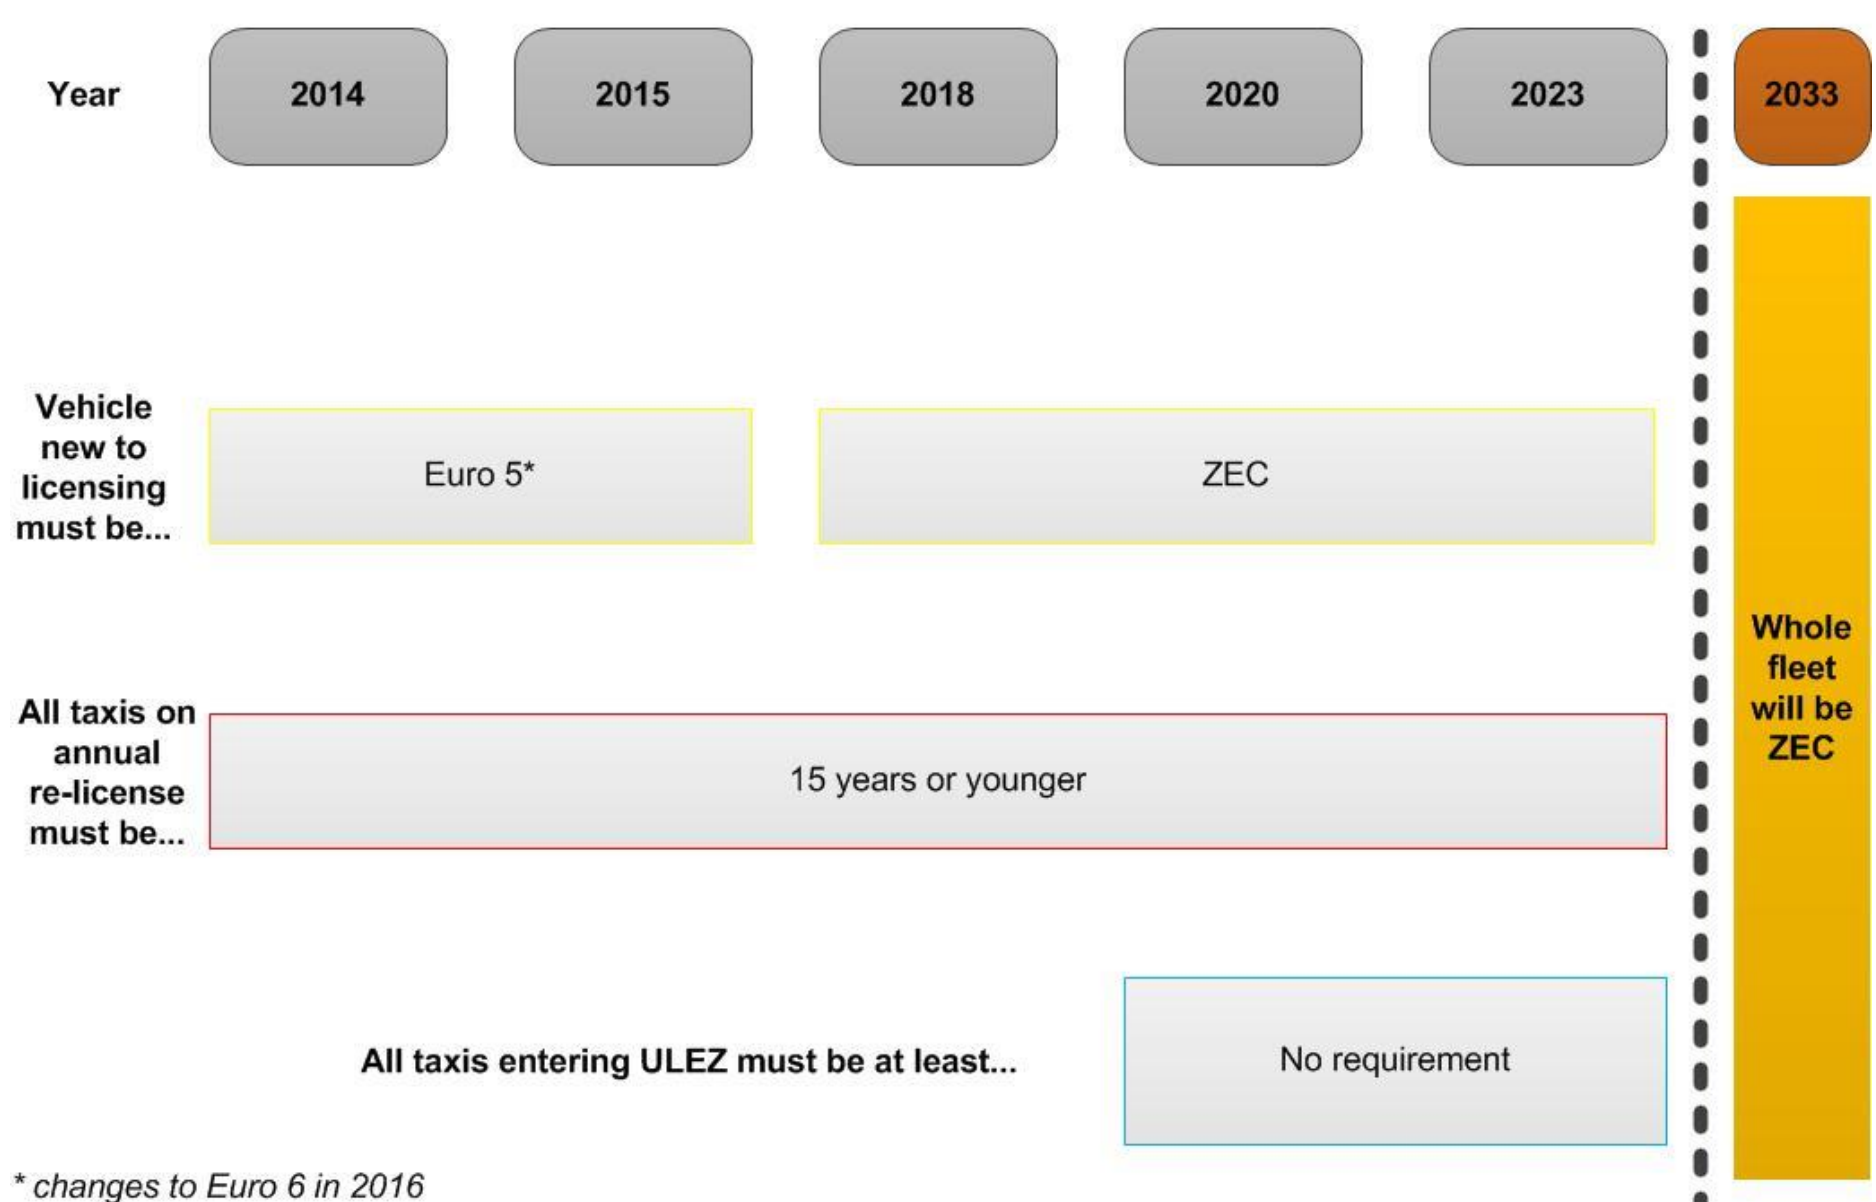 Year
2014
2015
2018
2020
2023
2033
Vehicle
new to
licensing
must be...
Euro 5*
ZEC
All taxis on
annual
re-license
must be...
15 years or younger
Whole
fleet
will be
ZEC
All taxis entering ULEZ must be at least...
No requirement
* changes to Euro 6 in 2016